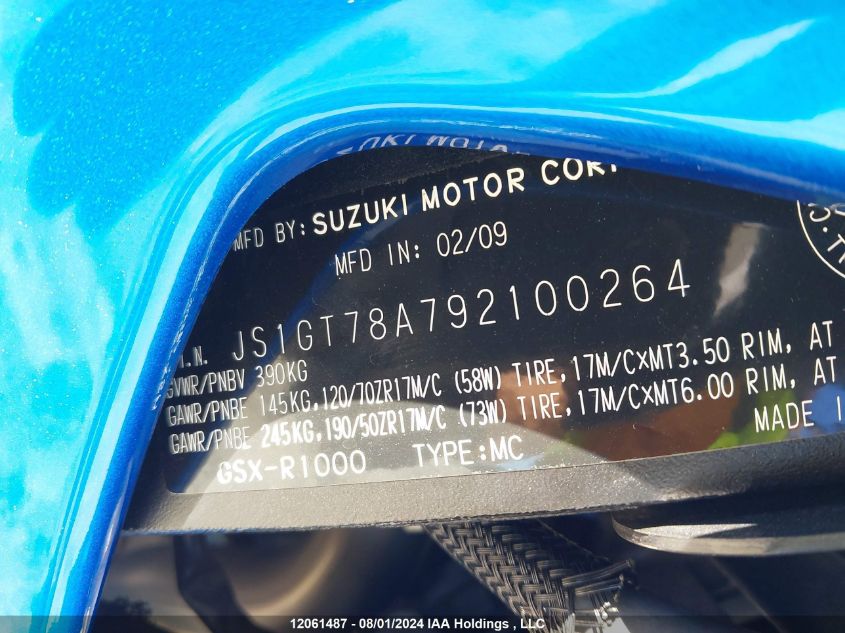 MFD BY: SUZUKI MOTOR
MFD IN: 02/09
JS1GT78A792100264
GVWR/PNBV 390KG
GAWR/PNBE 145KG, 120/70ZR17M/C (58W) TIRE, 17M/C×MT3.50 RIM, AT
GAWR/PNBE 245KG, 190/50ZR17M/C (73W) TIRE, 17M/C×MT6.00 RIM, AT
GSX-R1000 TYPE: MC MADE
12061487 - 08/01/2024 IAA Holdings , LLC